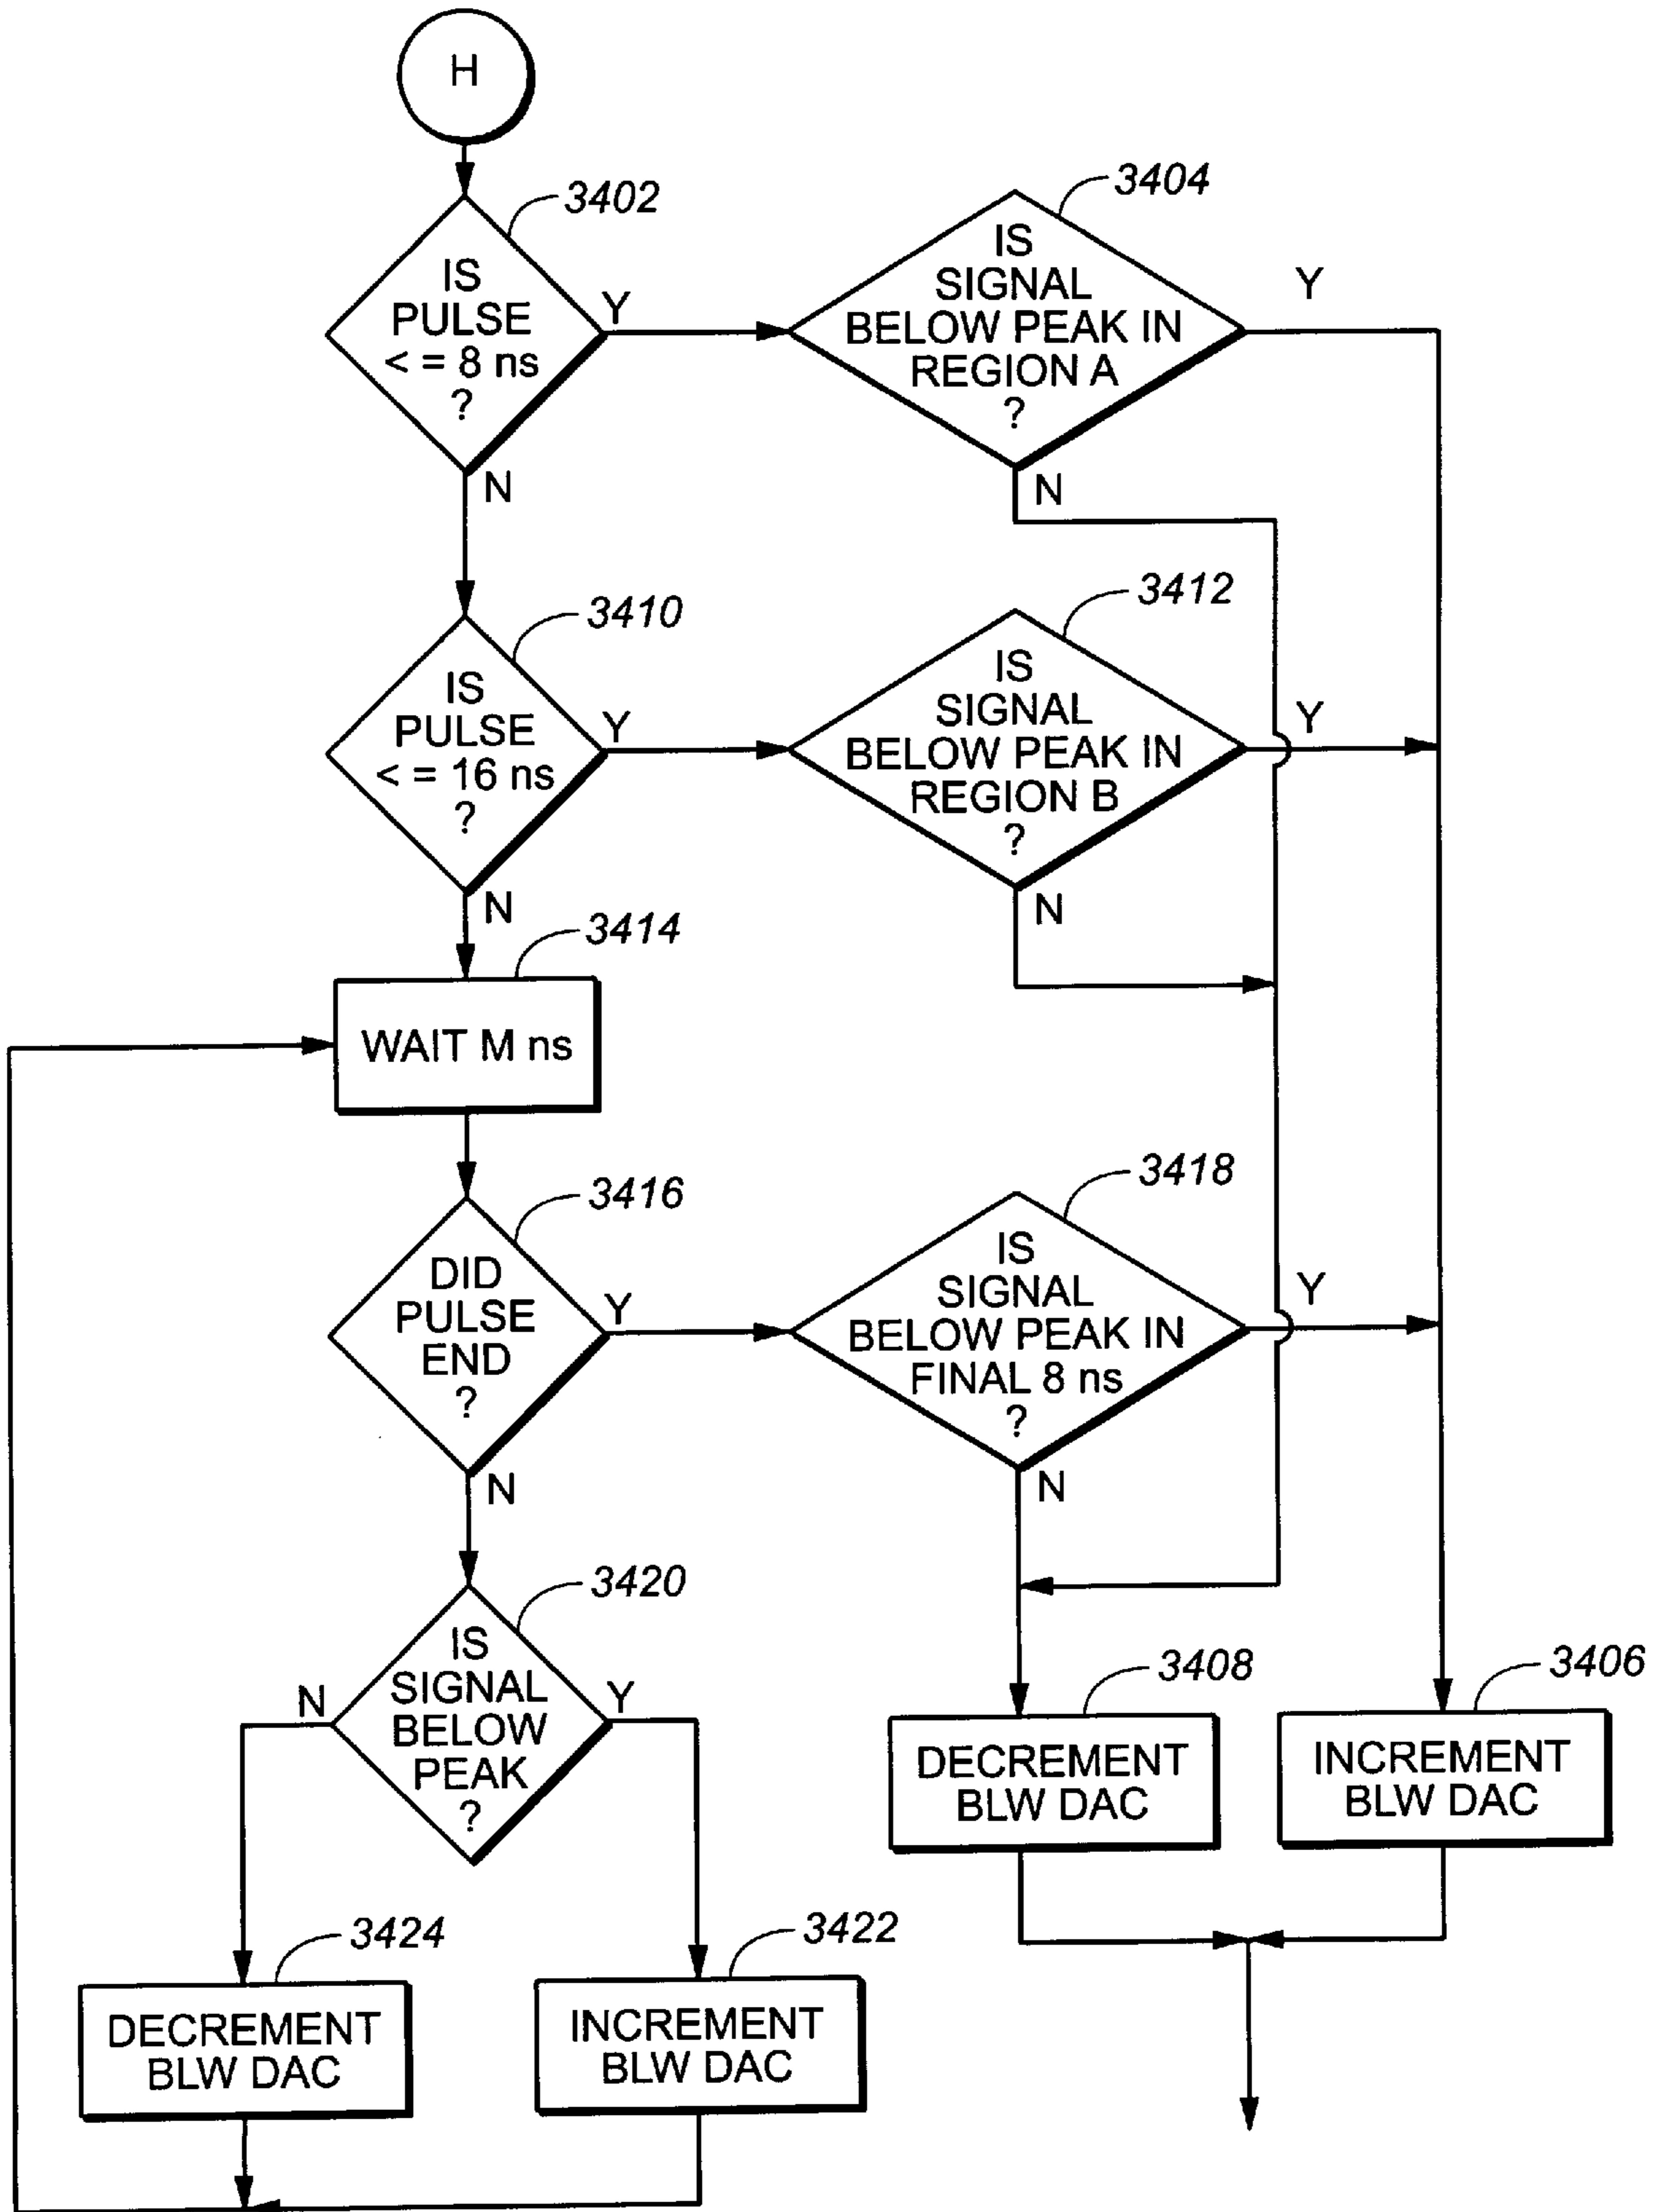 H
3402
IS
PULSE
< = 8 ns
?
Y
N
3404
IS
SIGNAL
BELOW PEAK IN
REGION A
?
Y
N
3410
IS
PULSE
< = 16 ns
?
Y
N
3412
IS
SIGNAL
BELOW PEAK IN
REGION B
?
Y
N
3414
WAIT M ns
3416
DID
PULSE
END
?
Y
N
3418
IS
SIGNAL
BELOW PEAK IN
FINAL 8 ns
?
Y
N
3420
IS
SIGNAL
BELOW
PEAK
?
N
Y
3408
DECREMENT
BLW DAC
3406
INCREMENT
BLW DAC
3424
DECREMENT
BLW DAC
3422
INCREMENT
BLW DAC